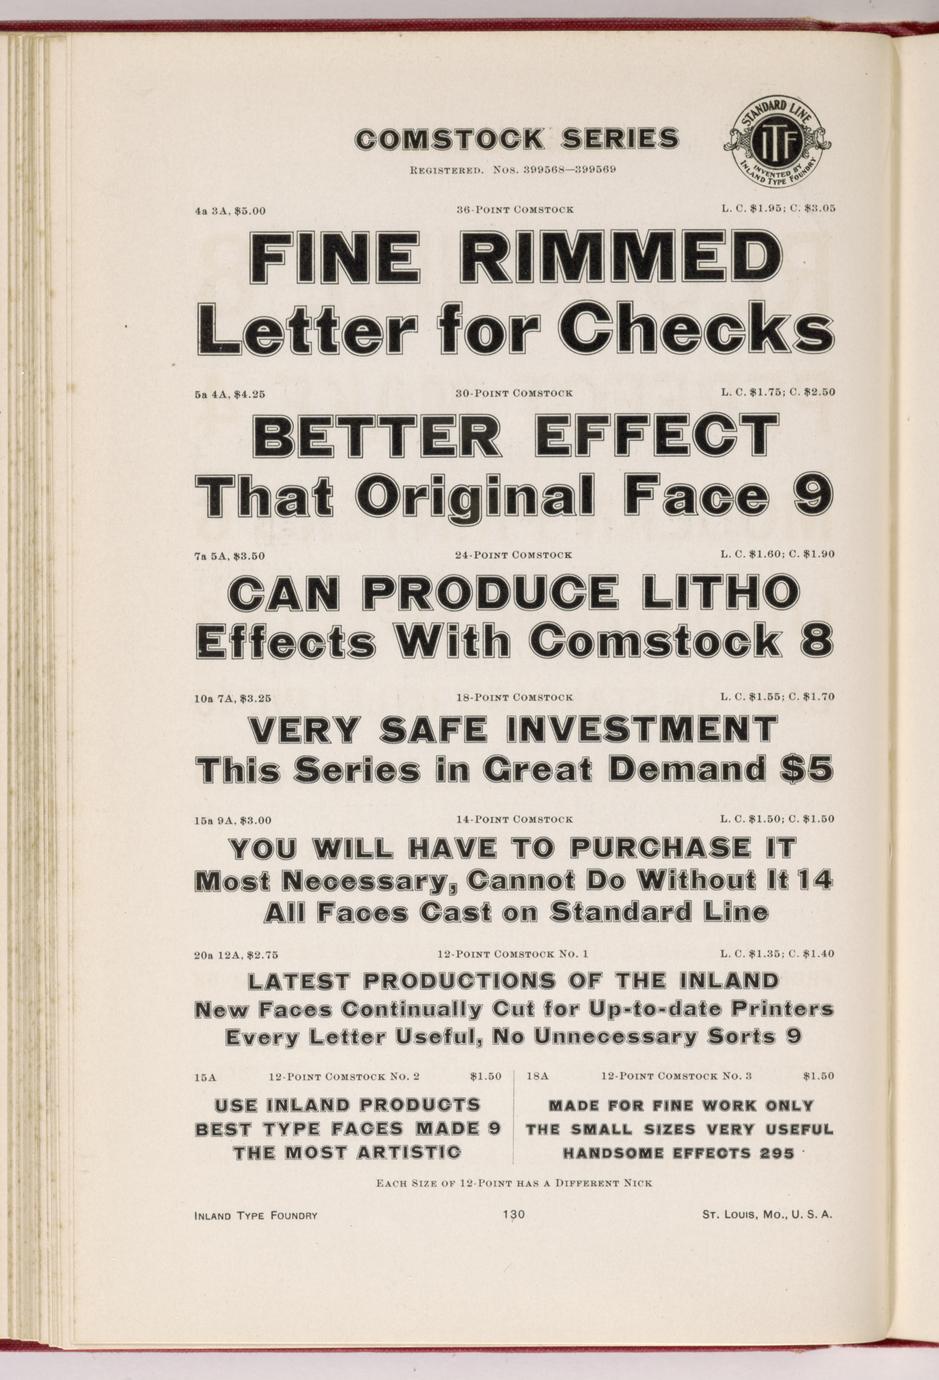 COMSTOCK SERIES
REGISTERED. NOS. 399568—399569
STANDARD LINE
ITF
INVENTED BY
INLAND TYPE FOUNDRY
4a 3A, $5.00 36-POINT COMSTOCK L. C. $1.95; C. $3.05
FINE RIMMED
Letter for Checks
5a 4A, $4.25 30-POINT COMSTOCK L. C. $1.75; C. $2.50
BETTER EFFECT
That Original Face 9
7a 5A, $3.50 24-POINT COMSTOCK L. C. $1.60; C. $1.90
CAN PRODUCE LITHO
Effects With Comstock 8
10a 7A, $3.25 18-POINT COMSTOCK L. C. $1.55; C. $1.70
VERY SAFE INVESTMENT
This Series in Great Demand $5
15a 9A, $3.00 14-POINT COMSTOCK L. C. $1.50; C. $1.50
YOU WILL HAVE TO PURCHASE IT
Most Necessary, Cannot Do Without It 14
All Faces Cast on Standard Line
20a 12A, $2.75 12-POINT COMSTOCK NO. 1 L. C. $1.35; C. $1.40
LATEST PRODUCTIONS OF THE INLAND
New Faces Continually Cut for Up-to-date Printers
Every Letter Useful, No Unnecessary Sorts 9
15A 12-POINT COMSTOCK NO. 2 $1.50
USE INLAND PRODUCTS
BEST TYPE FACES MADE 9
THE MOST ARTISTIC
18A 12-POINT COMSTOCK NO. 3 $1.50
MADE FOR FINE WORK ONLY
THE SMALL SIZES VERY USEFUL
HANDSOME EFFECTS 295
EACH SIZE OF 12-POINT HAS A DIFFERENT NICK
INLAND TYPE FOUNDRY 130 ST. LOUIS, MO., U. S. A.